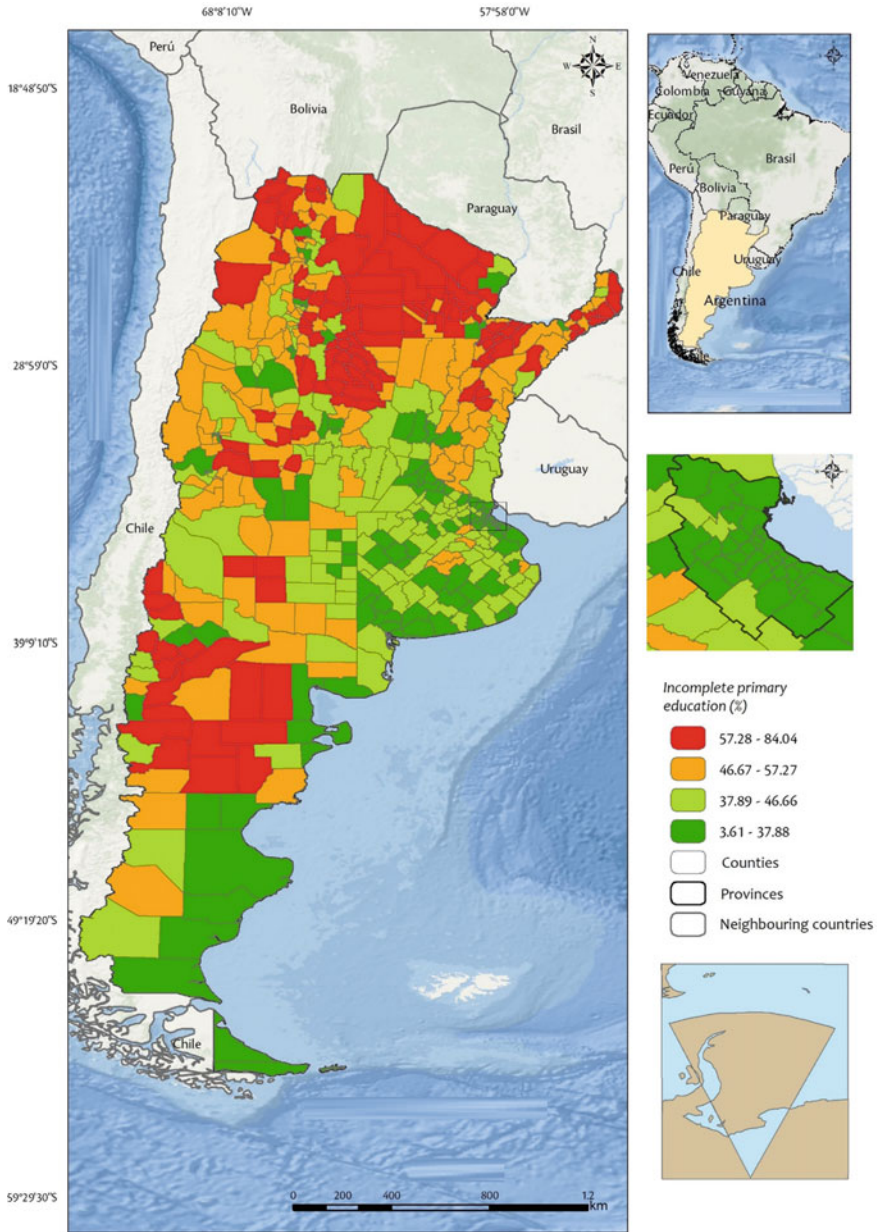 68°8'10"W
57°58'0"W
18°48'50"S
28°59'0"S
39°9'10"S
49°19'20"S
59°29'30"S
Perú
Bolivia
Brasil
Paraguay
Uruguay
Chile
Chile
N
W
E
S
0 200 400 800 1.2
km
Venezuela
Colombia
Guyana
Ecuador
Perú
Brasil
Bolivia
Paraguay
Uruguay
Chile
Argentina
Incomplete primary
education (%)
57.28 - 84.04
46.67 - 57.27
37.89 - 46.66
3.61 - 37.88
Counties
Provinces
Neighbouring countries